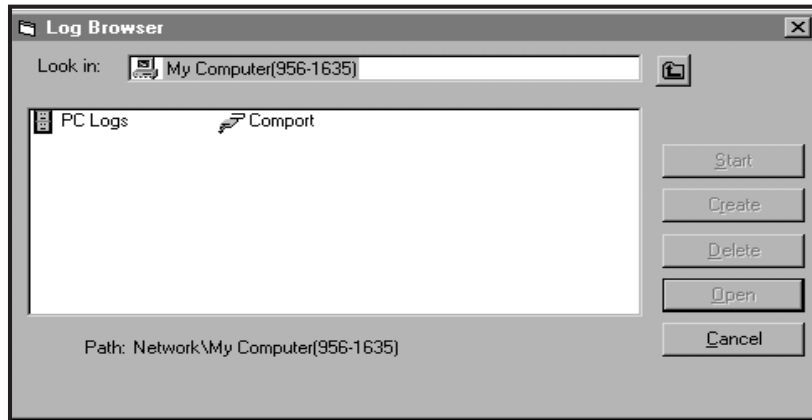 Log Browser
Look in: My Computer(956-1635)
PC Logs Comport
Start
Create
Delete
Open
Cancel
Path: Network\My Computer(956-1635)